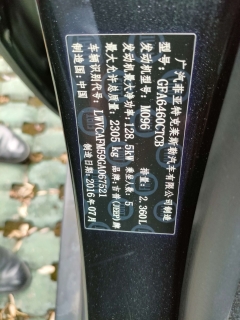 广汽菲亚特克莱斯勒汽车有限公司制造
型号: GFA6460CTCB
发动机型号: M096 排量: 2.360L
发动机最大净功率: 128.5kW 乘坐人数: 5
最大允许总质量: 2305 kg 品牌: 吉普(JEEP)牌
车辆识别代号: LWVCAFM59GA067521
制造国: 中国 制造日期: 2016年07月